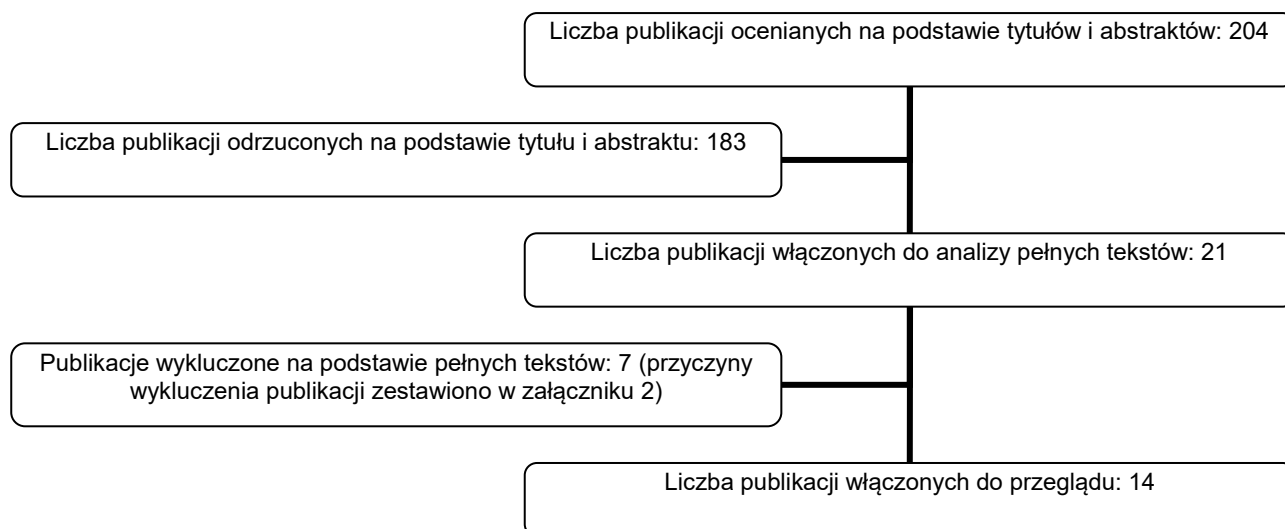 Liczba publikacji ocenianych na podstawie tytułów i abstraktów: 204
Liczba publikacji odrzuconych na podstawie tytułu i abstraktu: 183
Liczba publikacji włączonych do analizy pełnych tekstów: 21
Publikacje wykluczone na podstawie pełnych tekstów: 7 (przyczyny
wykluczenia publikacji zestawiono w załączniku 2)
Liczba publikacji włączonych do przeglądu: 14